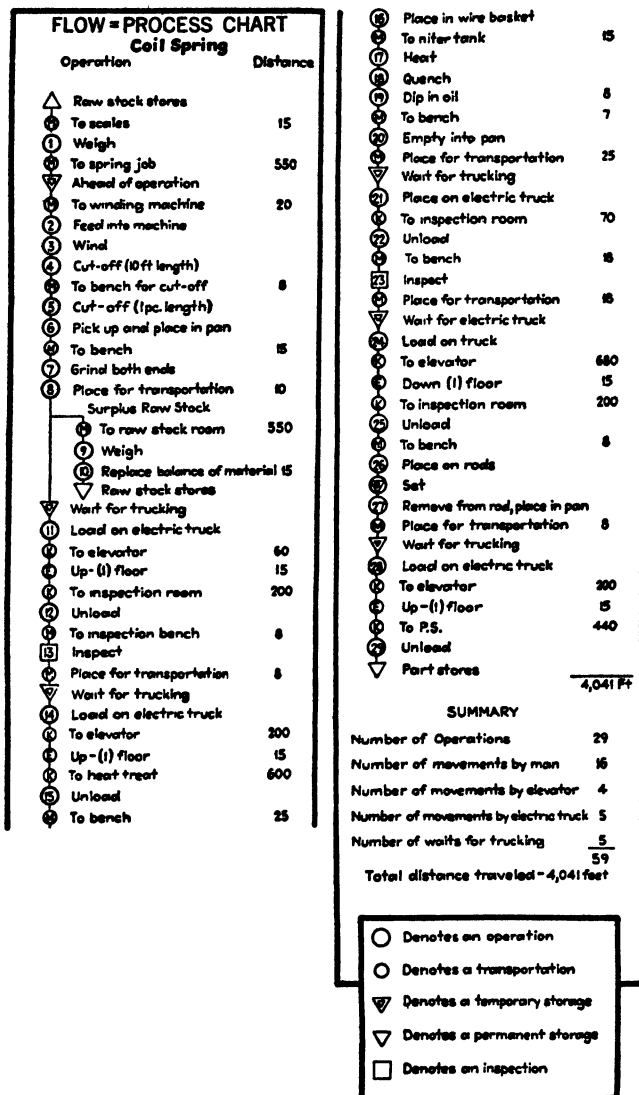 FLOW=PROCESS CHART
Coil Spring
Operation Distance
Raw stock stores
M To scales 15
1 Weigh
M To spring job 550
Ahead of operation
M To winding machine 20
2 Feed into machine
3 Wind
4 Cut-off (10 ft length)
M To bench for cut-off 8
5 Cut-off (1 pc. length)
6 Pick up and place in pan
M To bench 15
7 Grind both ends
8 Place for transportation 10
Surplus Raw Stock
M To raw stock room 550
9 Weigh
10 Replace balance of material 15
Raw stock stores
Wait for trucking
11 Load on electric truck
K To elevator 60
E Up-(1) floor 15
K To inspection room 200
12 Unload
M To inspection bench 8
13 Inspect
M Place for transportation 8
Wait for trucking
14 Load on electric truck
K To elevator 200
E Up-(1) floor 15
K To heat treat 600
15 Unload
M To bench 25
16 Place in wire basket
M To niter tank 15
17 Heat
18 Quench
19 Dip in oil 8
M To bench 7
20 Empty into pan
M Place for transportation 25
Wait for trucking
21 Place on electric truck
K To inspection room 70
22 Unload
M To bench 18
23 Inspect
M Place for transportation 18
Wait for electric truck
24 Load on truck
K To elevator 680
E Down (1) floor 15
K To inspection room 200
25 Unload
M To bench 8
26 Place on rods
Set
27 Remove from rod, place in pan
M Place for transportation 8
Wait for trucking
28 Load on electric truck
K To elevator 200
E Up-(1) floor 15
K To P.S. 440
29 Unload
Part stores
4,041 Ft
SUMMARY
Number of Operations 29
Number of movements by man 16
Number of movements by elevator 4
Number of movements by electric truck 5
Number of waits for trucking 5
59
Total distance traveled-4,041 feet
Denotes an operation
Denotes a transportation
Denotes a temporary storage
Denotes a permanent storage
Denotes an inspection